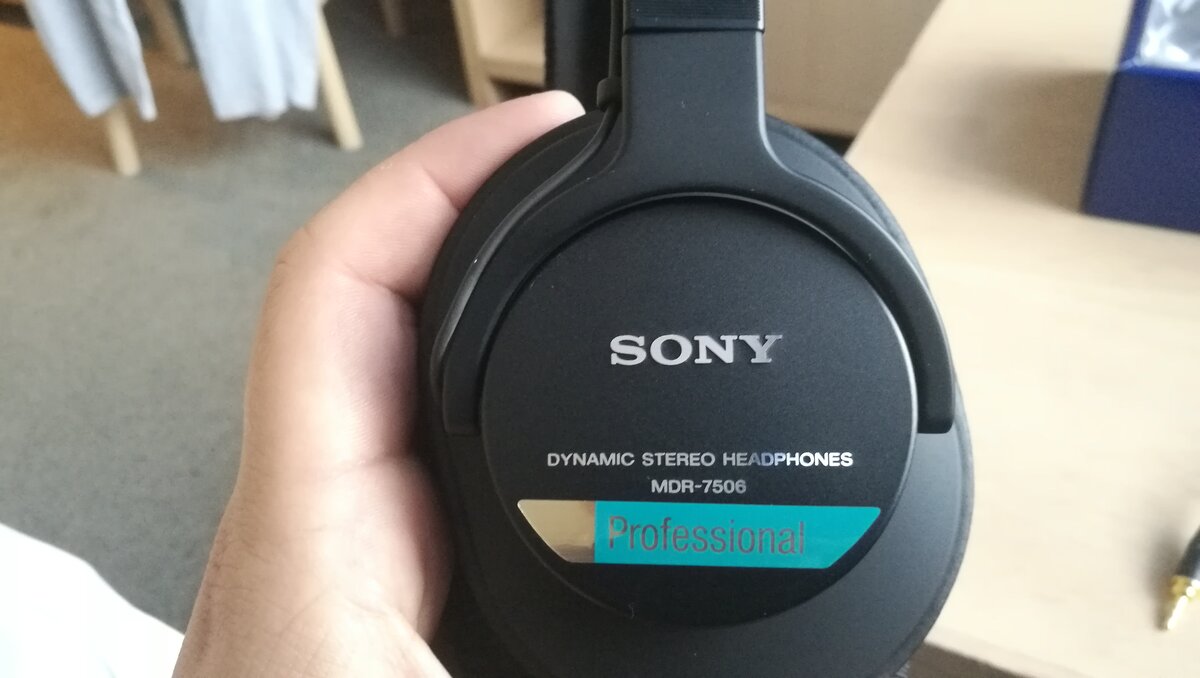 SONY
DYNAMIC STEREO HEADPHONES
MDR-7506
Professional